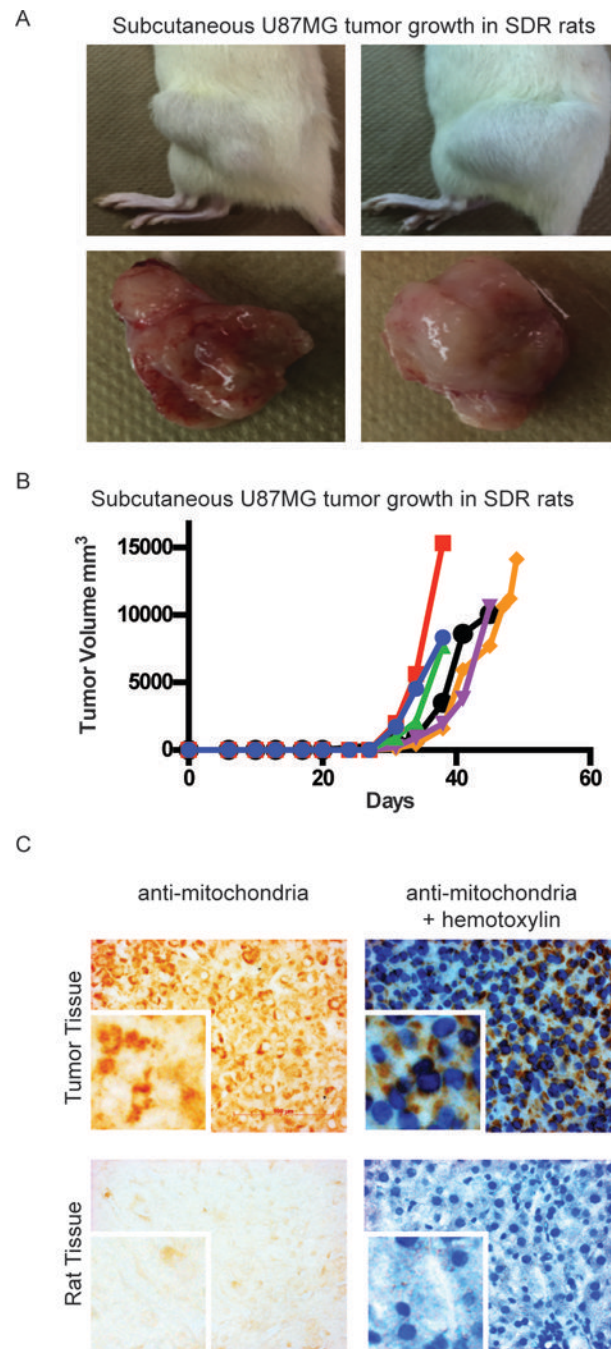 A
Subcutaneous U87MG tumor growth in SDR rats
B
Subcutaneous U87MG tumor growth in SDR rats
Tumor Volume mm³
15000
10000
5000
0
0 20 40 60
Days
C
anti-mitochondria
anti-mitochondria
+ hemotoxylin
Tumor Tissue
Rat Tissue